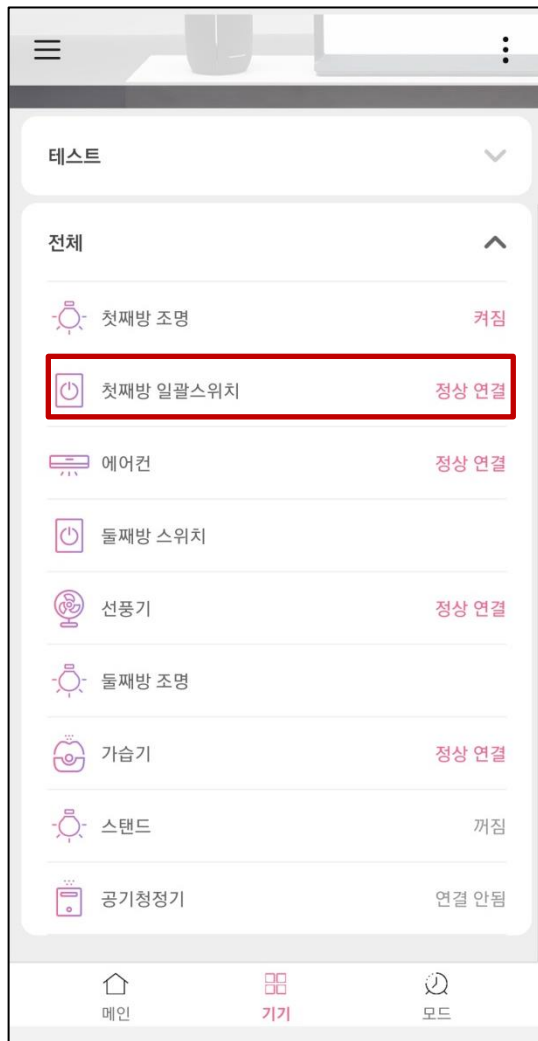 테스트
전체
첫째방 조명 켜짐
첫째방 일괄스위치 정상 연결
에어컨 정상 연결
둘째방 스위치
선풍기 정상 연결
둘째방 조명
가습기 정상 연결
스탠드 꺼짐
공기청정기 연결 안됨
메인 기기 모드